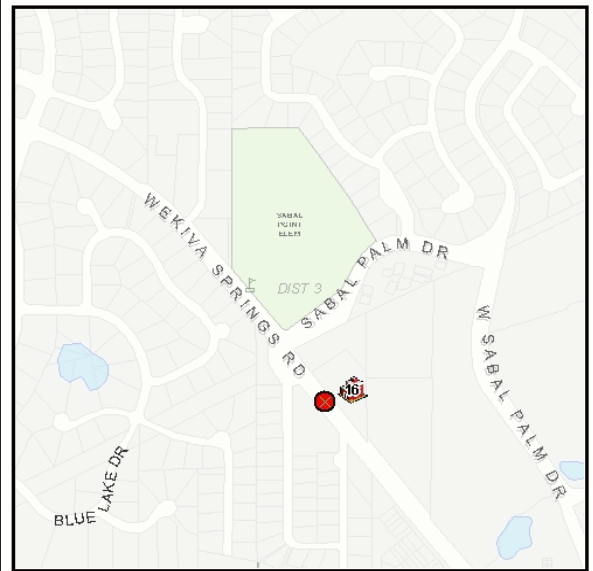 SABAL
POINT
ELEM
WEKIVA SPRINGS RD
DIST 3
SABAL PALM DR
W SABAL PALM DR
16
BLUE LAKE DR